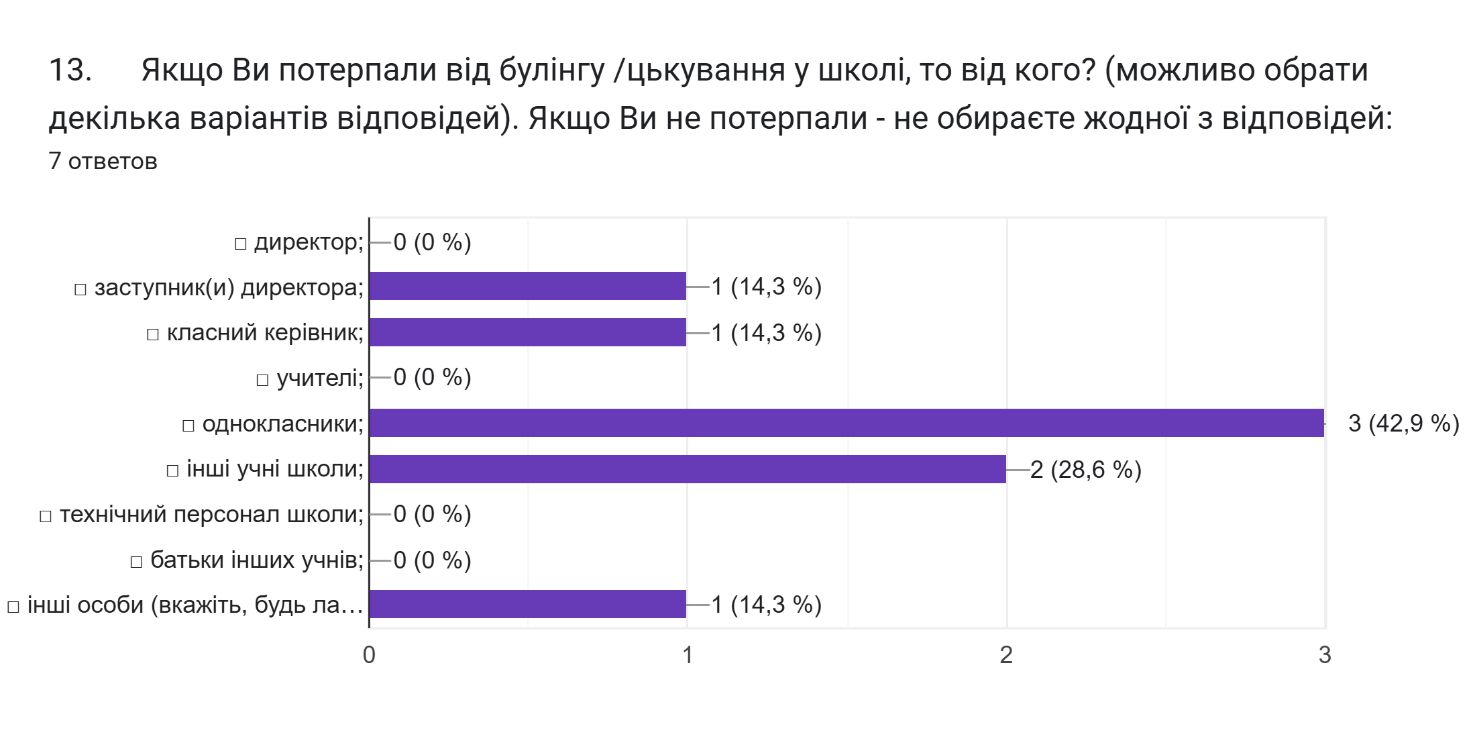 13. Якщо Ви потерпали від булінгу /цькування у школі, то від кого? (можливо обрати
декілька варіантів відповідей). Якщо Ви не потерпали - не обираєте жодної з відповідей:
7 ответов
□ директор; 0 (0 %)
□ заступник(и) директора; 1 (14,3 %)
□ класний керівник; 1 (14,3 %)
□ учителі; 0 (0 %)
□ однокласники; 3 (42,9 %)
□ інші учні школи; 2 (28,6 %)
□ технічний персонал школи; 0 (0 %)
□ батьки інших учнів; 0 (0 %)
□ інші особи (вкажіть, будь ла… 1 (14,3 %)
0 1 2 3